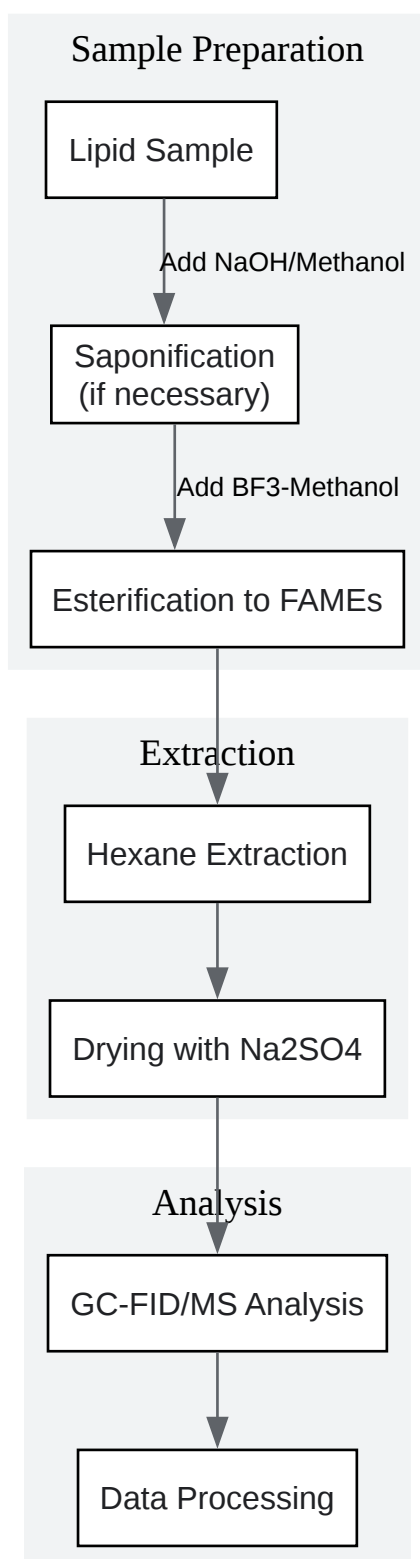 Sample Preparation
Lipid Sample
Add NaOH/Methanol
Saponification
(if necessary)
Add BF3-Methanol
Esterification to FAMEs
Extraction
Hexane Extraction
Drying with Na2SO4
Analysis
GC-FID/MS Analysis
Data Processing